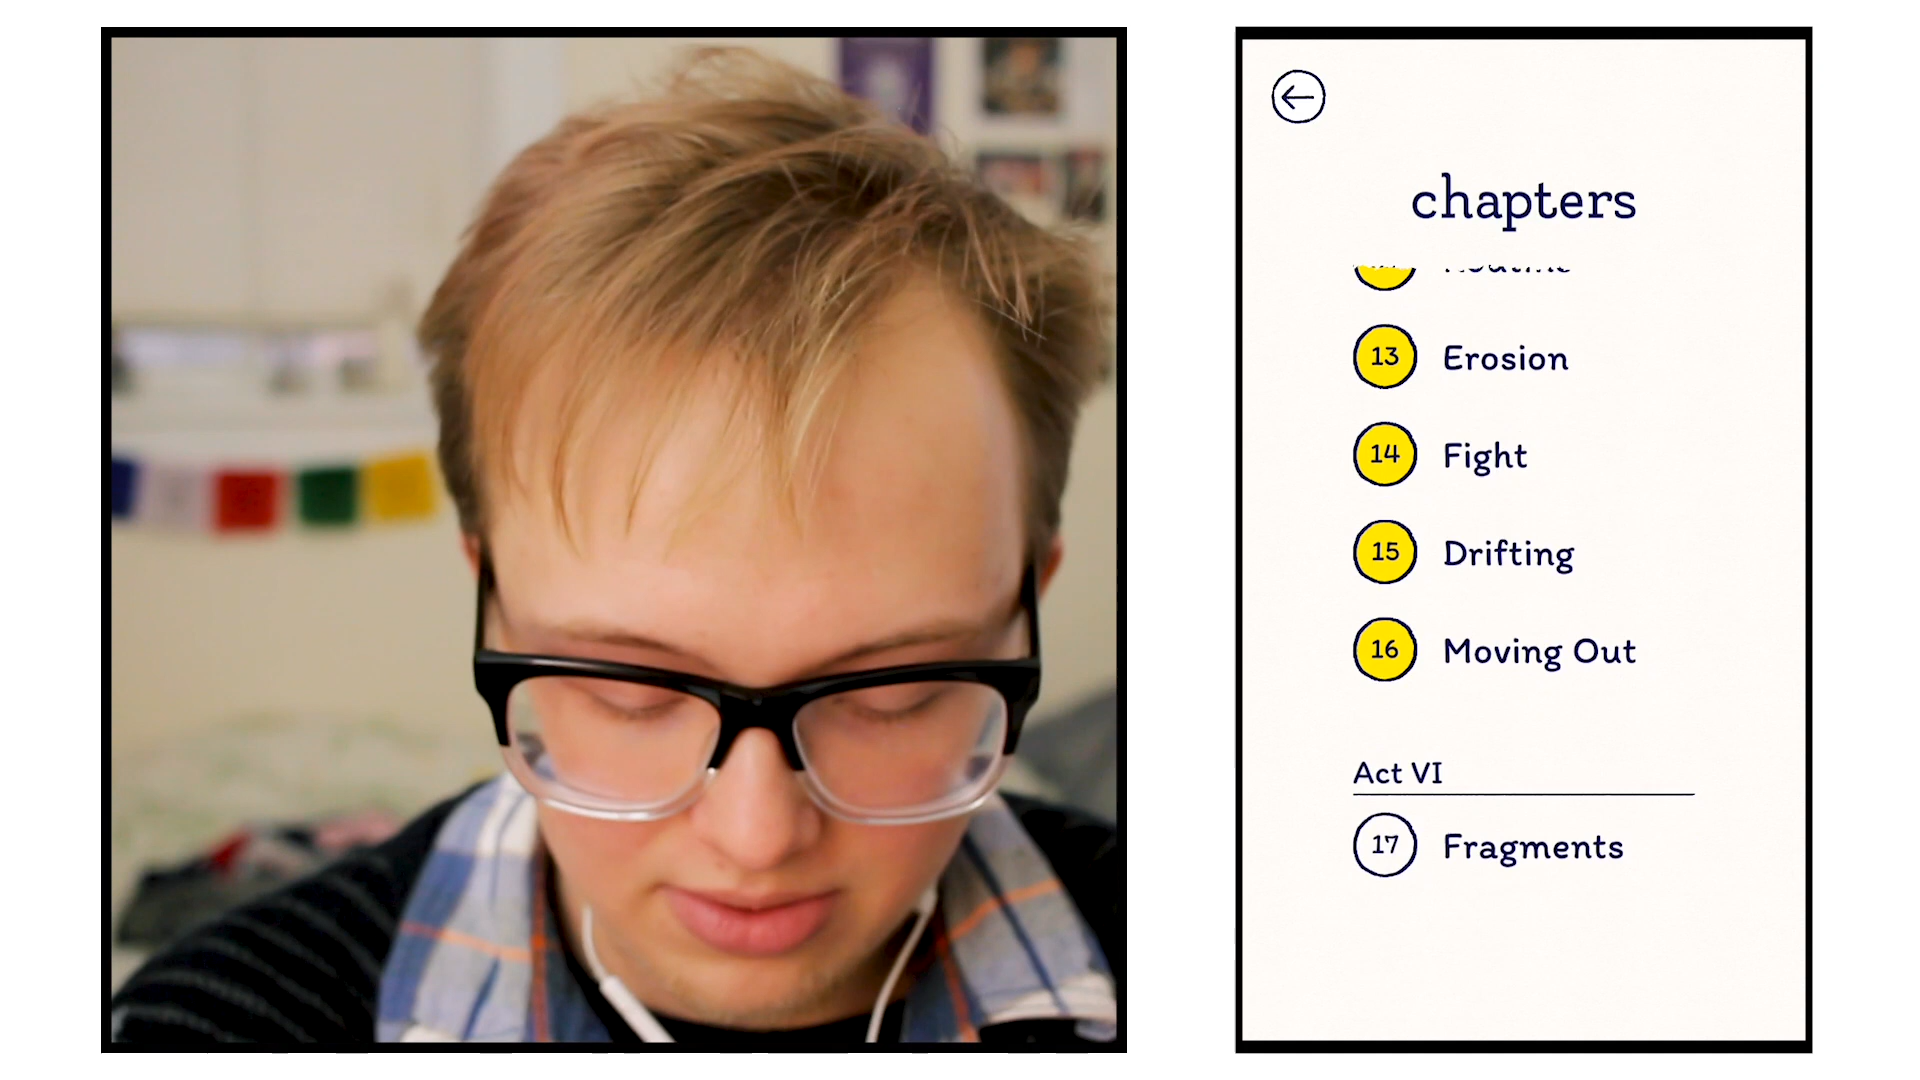 chapters
13 Erosion
14 Fight
15 Drifting
16 Moving Out
Act VI
17 Fragments